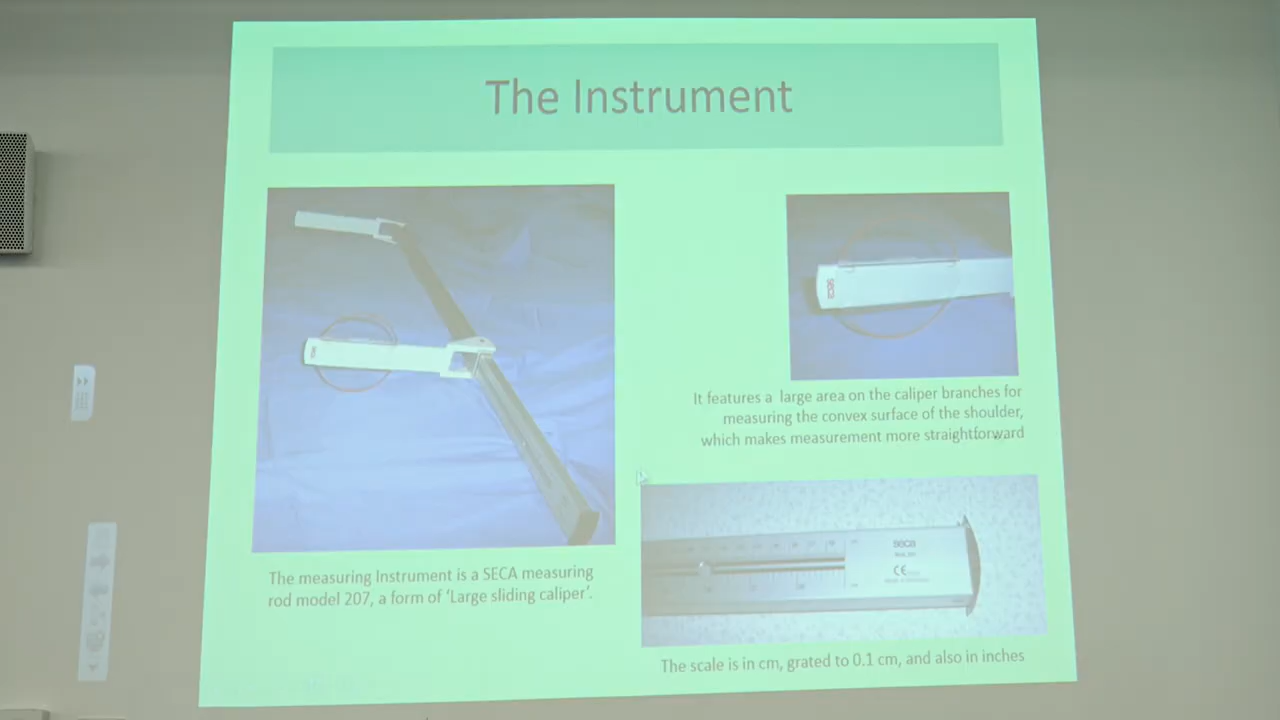 The Instrument
seca
seca
It features a large area on the caliper branches for
measuring the convex surface of the shoulder,
which makes measurement more straightforward
The measuring Instrument is a SECA measuring
rod model 207, a form of ‘Large sliding caliper’.
seca
CE
The scale is in cm, grated to 0.1 cm, and also in inches